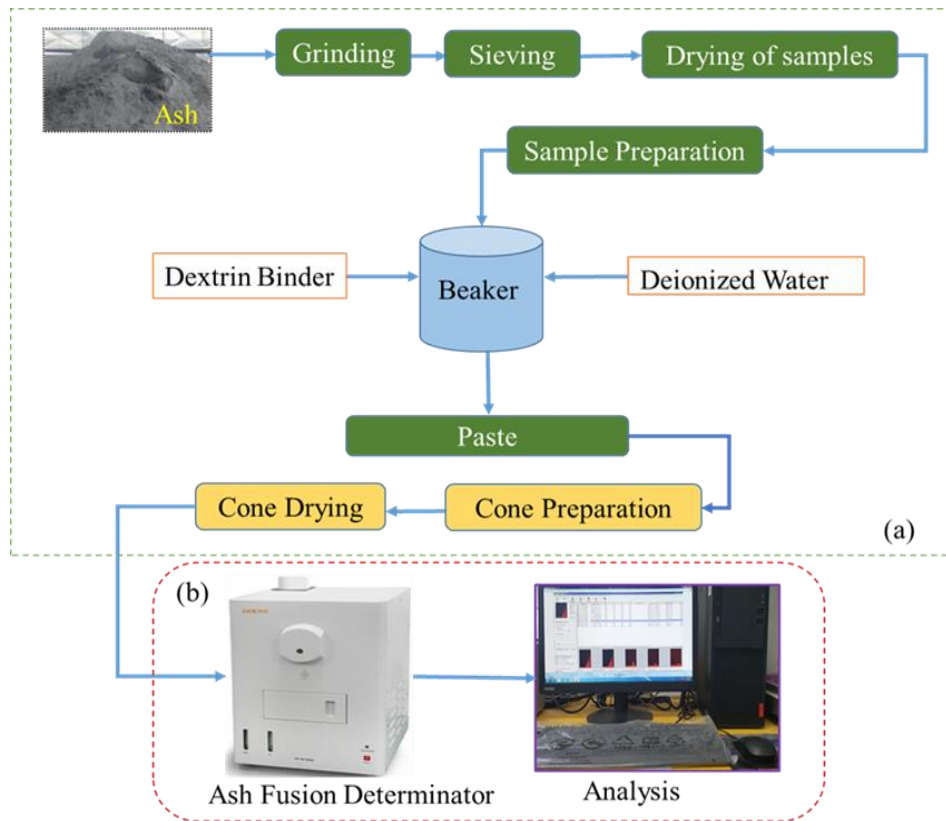 Ash
Grinding
Sieving
Drying of samples
Sample Preparation
Dextrin Binder
Beaker
Deionized Water
Paste
Cone Drying
Cone Preparation
(a)
(b)
Ash Fusion Determinator
Analysis